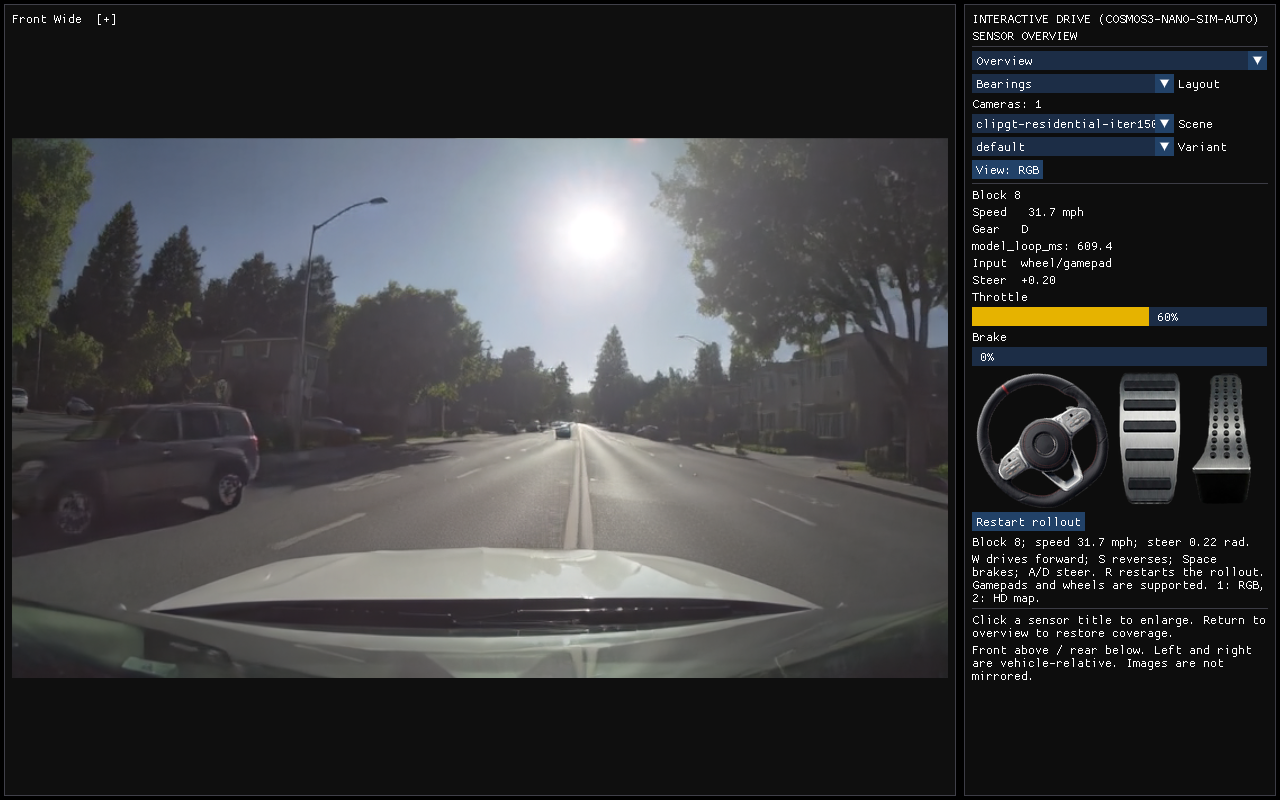 Front Wide [+]
INTERACTIVE DRIVE (COSMOS3-NANO-SIM-AUTO)
SENSOR OVERVIEW
Overview
Bearings
Layout
Cameras: 1
clipgt-residential-iter150
Scene
default
Variant
View: RGB
Block 8
Speed 31.7 mph
Gear D
model_loop_ms: 609.4
Input wheel/gamepad
Steer +0.20
Throttle
60%
Brake
0%
Restart rollout
Block 8; speed 31.7 mph; steer 0.22 rad.
W drives forward; S reverses; Space
brakes; A/D steer. R restarts the rollout.
Gamepads and wheels are supported. 1: RGB,
2: HD map.
Click a sensor title to enlarge. Return to
overview to restore coverage.
Front above / rear below. Left and right
are vehicle-relative. Images are not
mirrored.